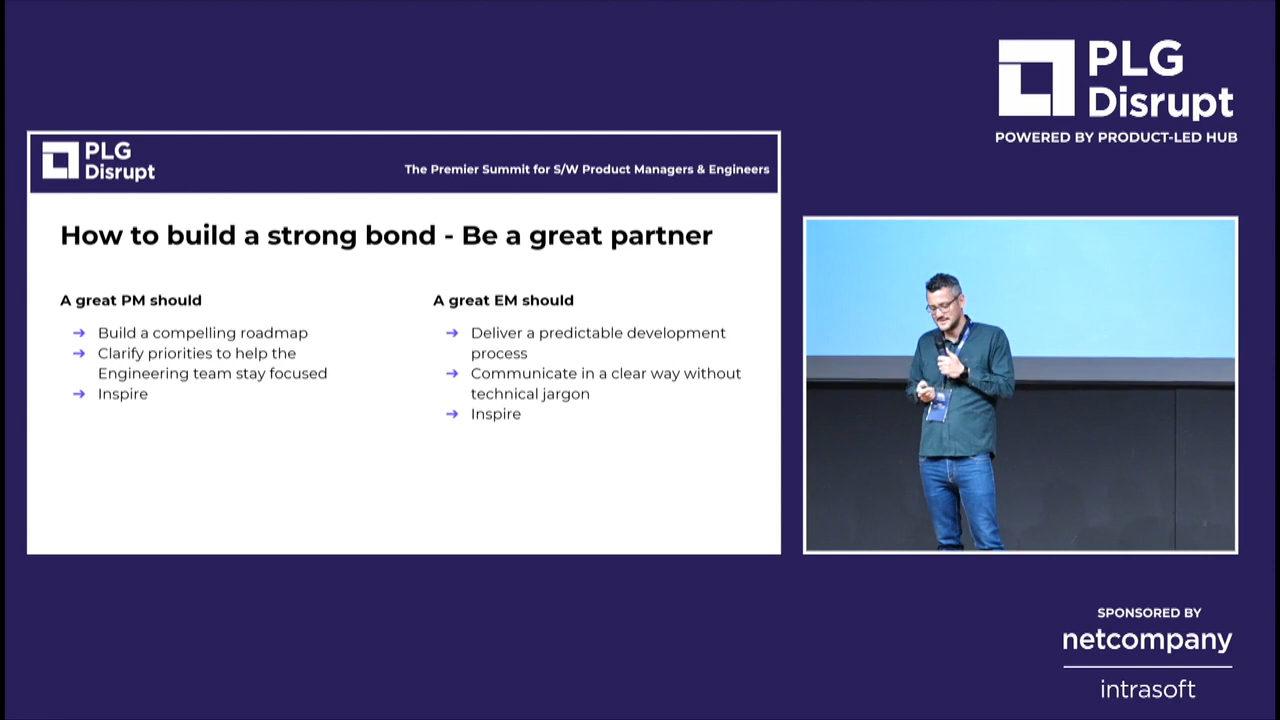 PLG
Disrupt
POWERED BY PRODUCT-LED HUB
PLG
Disrupt
The Premier Summit for S/W Product Managers & Engineers
How to build a strong bond - Be a great partner
A great PM should
➔ Build a compelling roadmap
➔ Clarify priorities to help the
Engineering team stay focused
➔ Inspire
A great EM should
➔ Deliver a predictable development
process
➔ Communicate in a clear way without
technical jargon
➔ Inspire
SPONSORED BY
netcompany
intrasoft